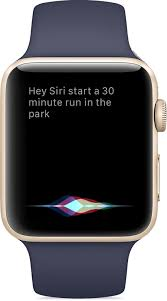 Hey Siri start a 30
minute run in the
park